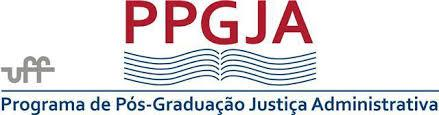 PPGJA
uff
Programa de Pós-Graduação Justiça Administrativa